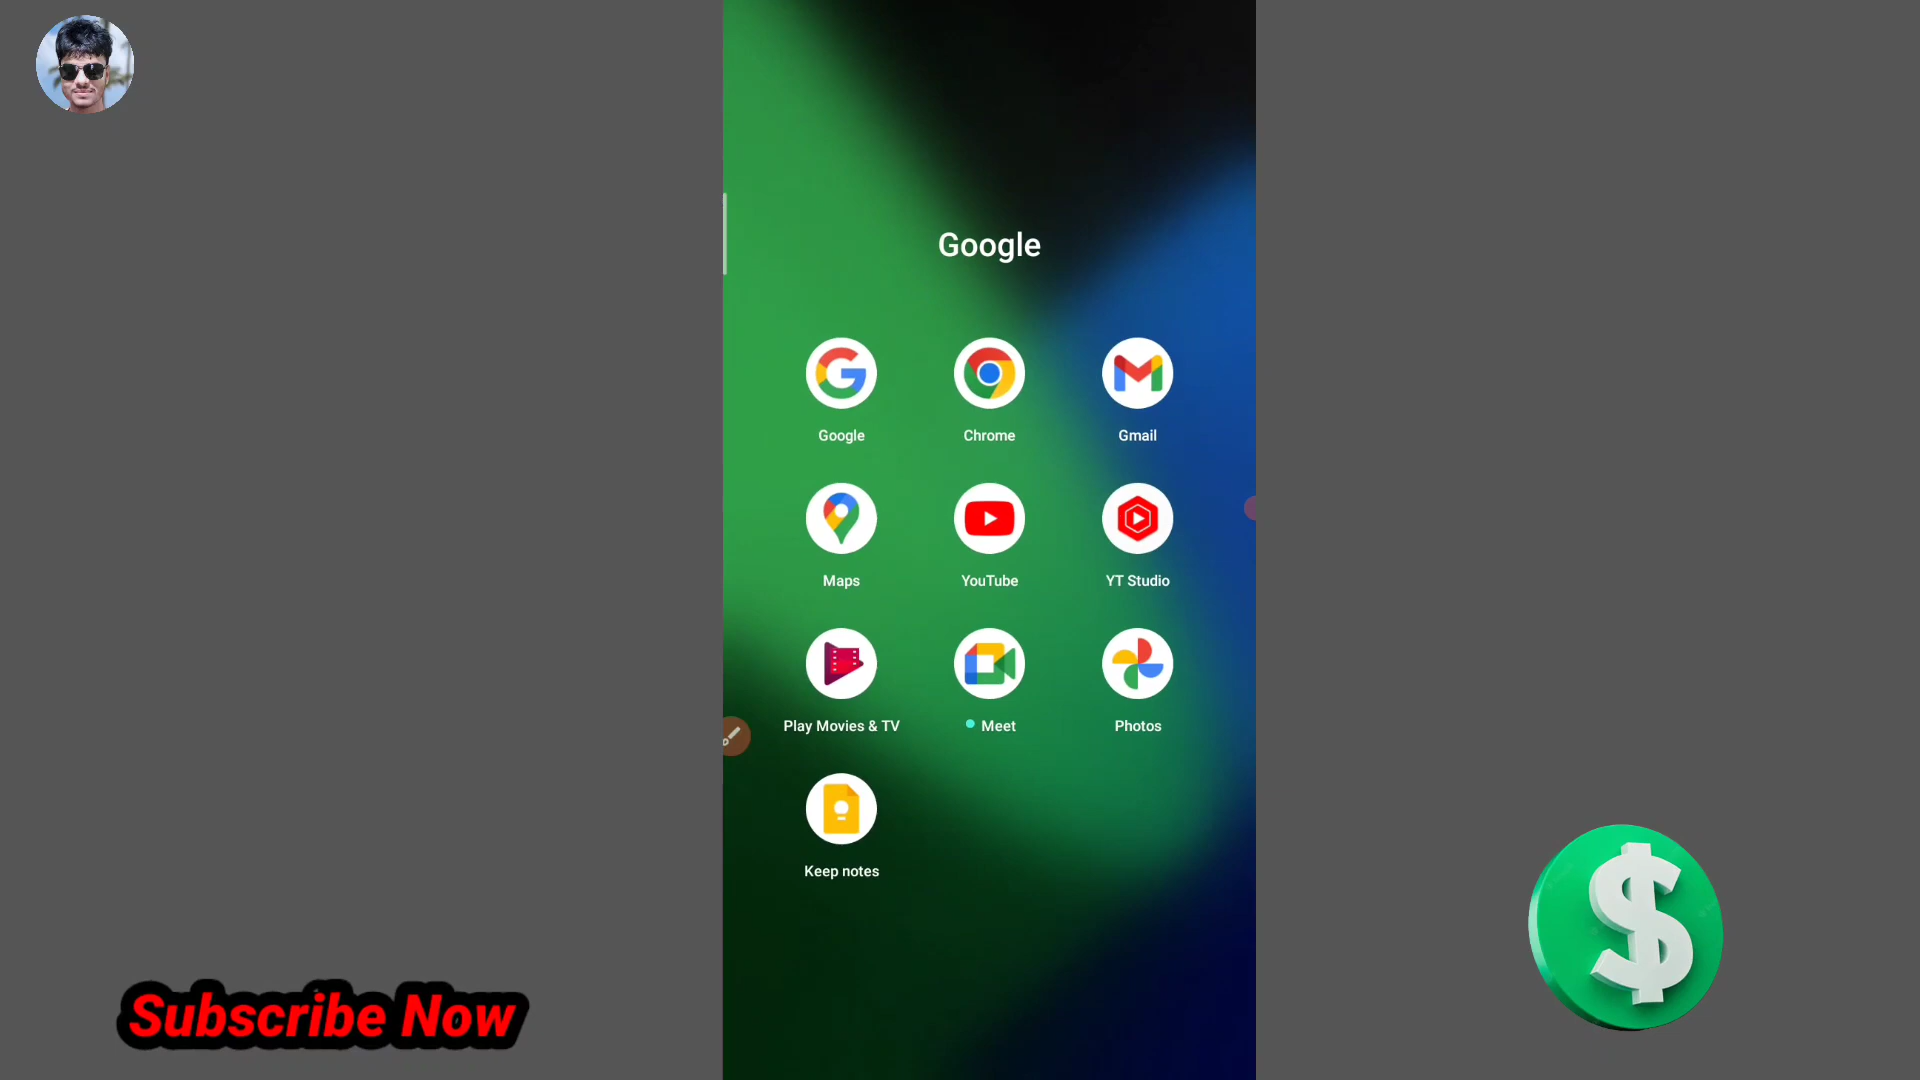 Google
Google Chrome Gmail
Maps YouTube YT Studio
Play Movies & TV Meet Photos
Keep notes
Subscribe Now